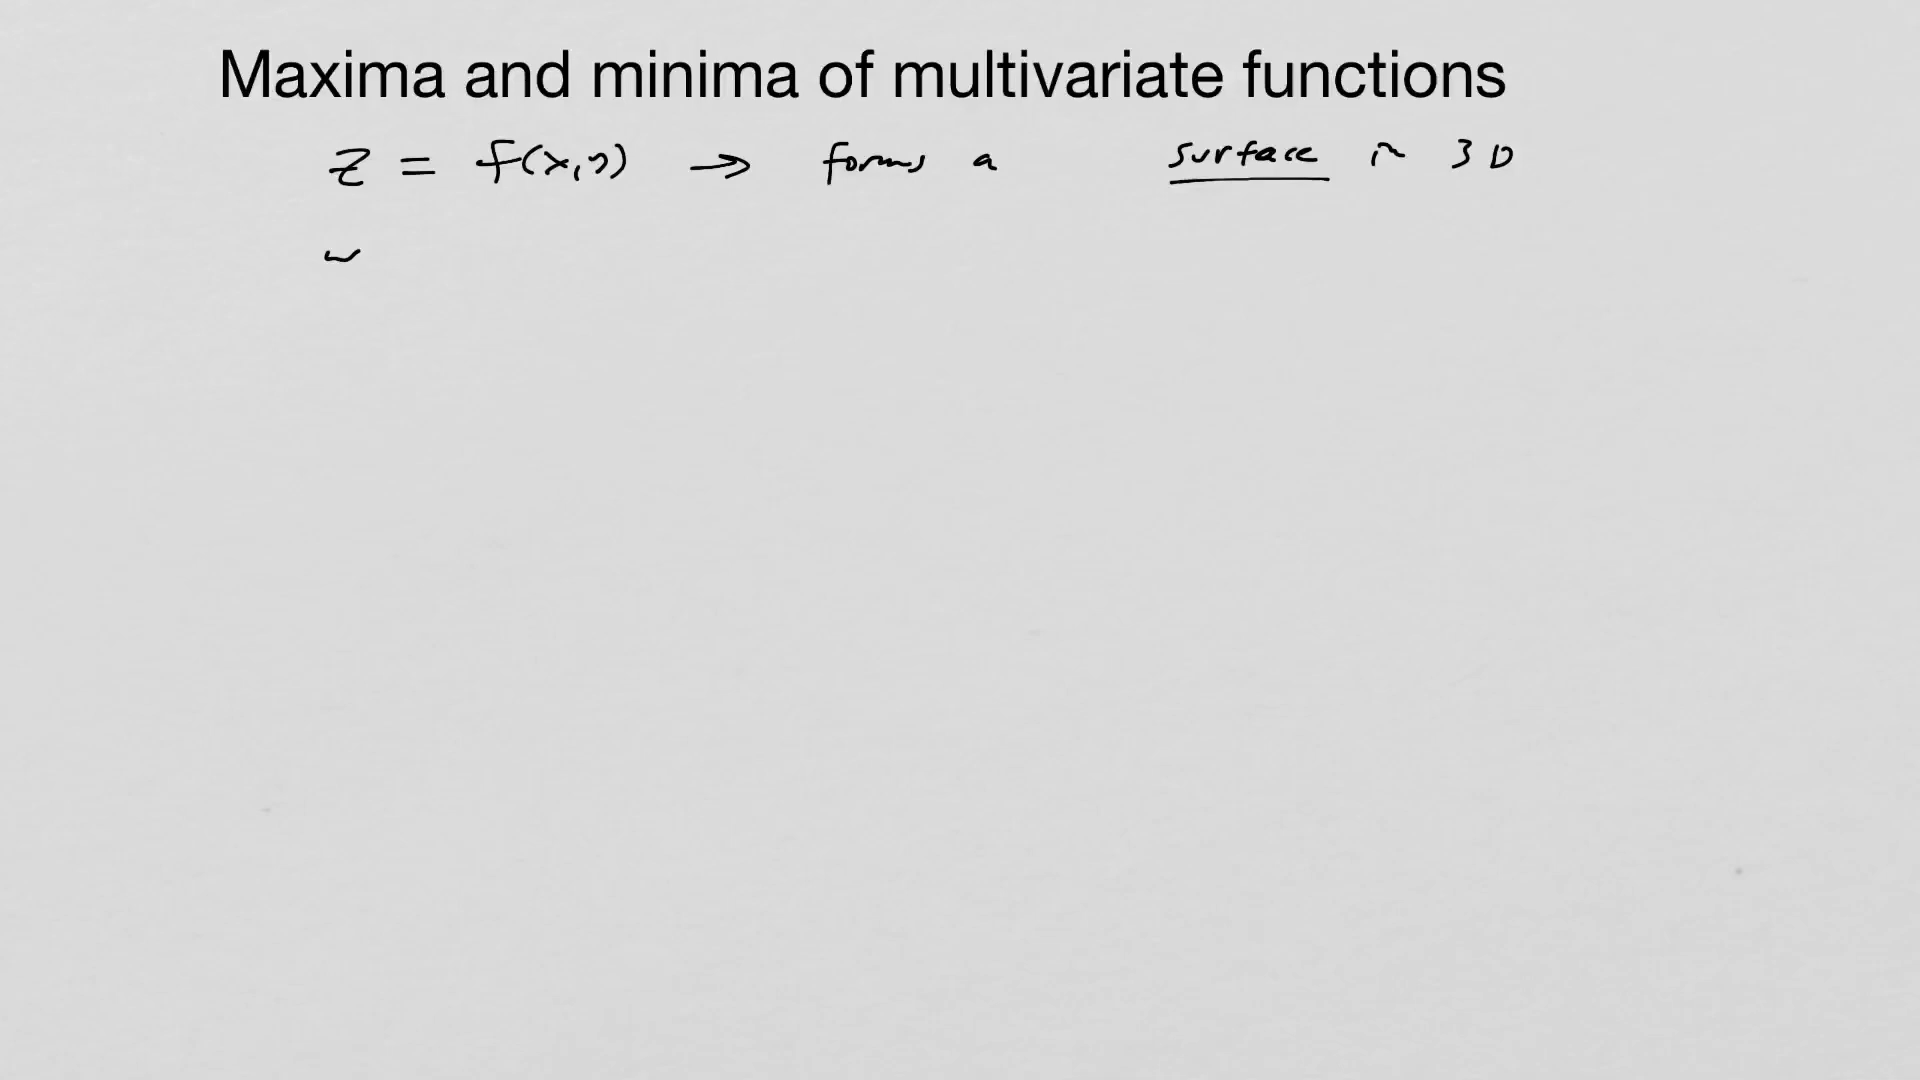 Maxima and minima of multivariate functions
z = f(x,y) → forms a surface in 3D
w